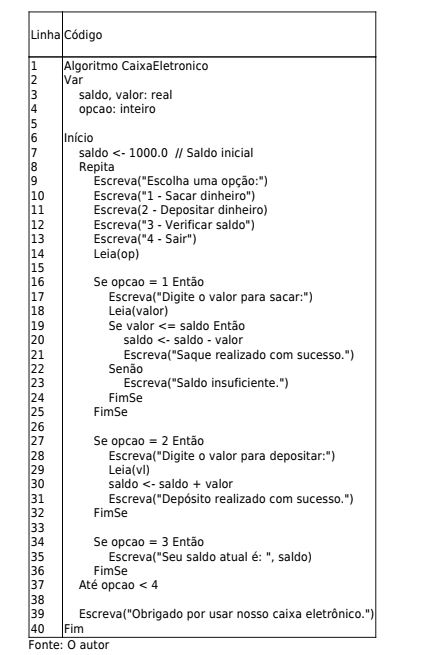 Linha Código
1 Algoritmo CaixaEletronico
2 Var
3 saldo, valor: real
4 opcao: inteiro
5
6 Início
7 saldo <- 1000.0 // Saldo inicial
8 Repita
9 Escreva("Escolha uma opção:")
10 Escreva("1 - Sacar dinheiro")
11 Escreva(2 - Depositar dinheiro)
12 Escreva("3 - Verificar saldo")
13 Escreva("4 - Sair")
14 Leia(op)
15
16 Se opcao = 1 Então
17 Escreva("Digite o valor para sacar:")
18 Leia(valor)
19 Se valor <= saldo Então
20 saldo <- saldo - valor
21 Escreva("Saque realizado com sucesso.")
22 Senão
23 Escreva("Saldo insuficiente.")
24 FimSe
25 FimSe
26
27 Se opcao = 2 Então
28 Escreva("Digite o valor para depositar:")
29 Leia(vl)
30 saldo <- saldo + valor
31 Escreva("Depósito realizado com sucesso.")
32 FimSe
33
34 Se opcao = 3 Então
35 Escreva("Seu saldo atual é: ", saldo)
36 FimSe
37 Até opcao < 4
38
39 Escreva("Obrigado por usar nosso caixa eletrônico.")
40 Fim
Fonte: O autor